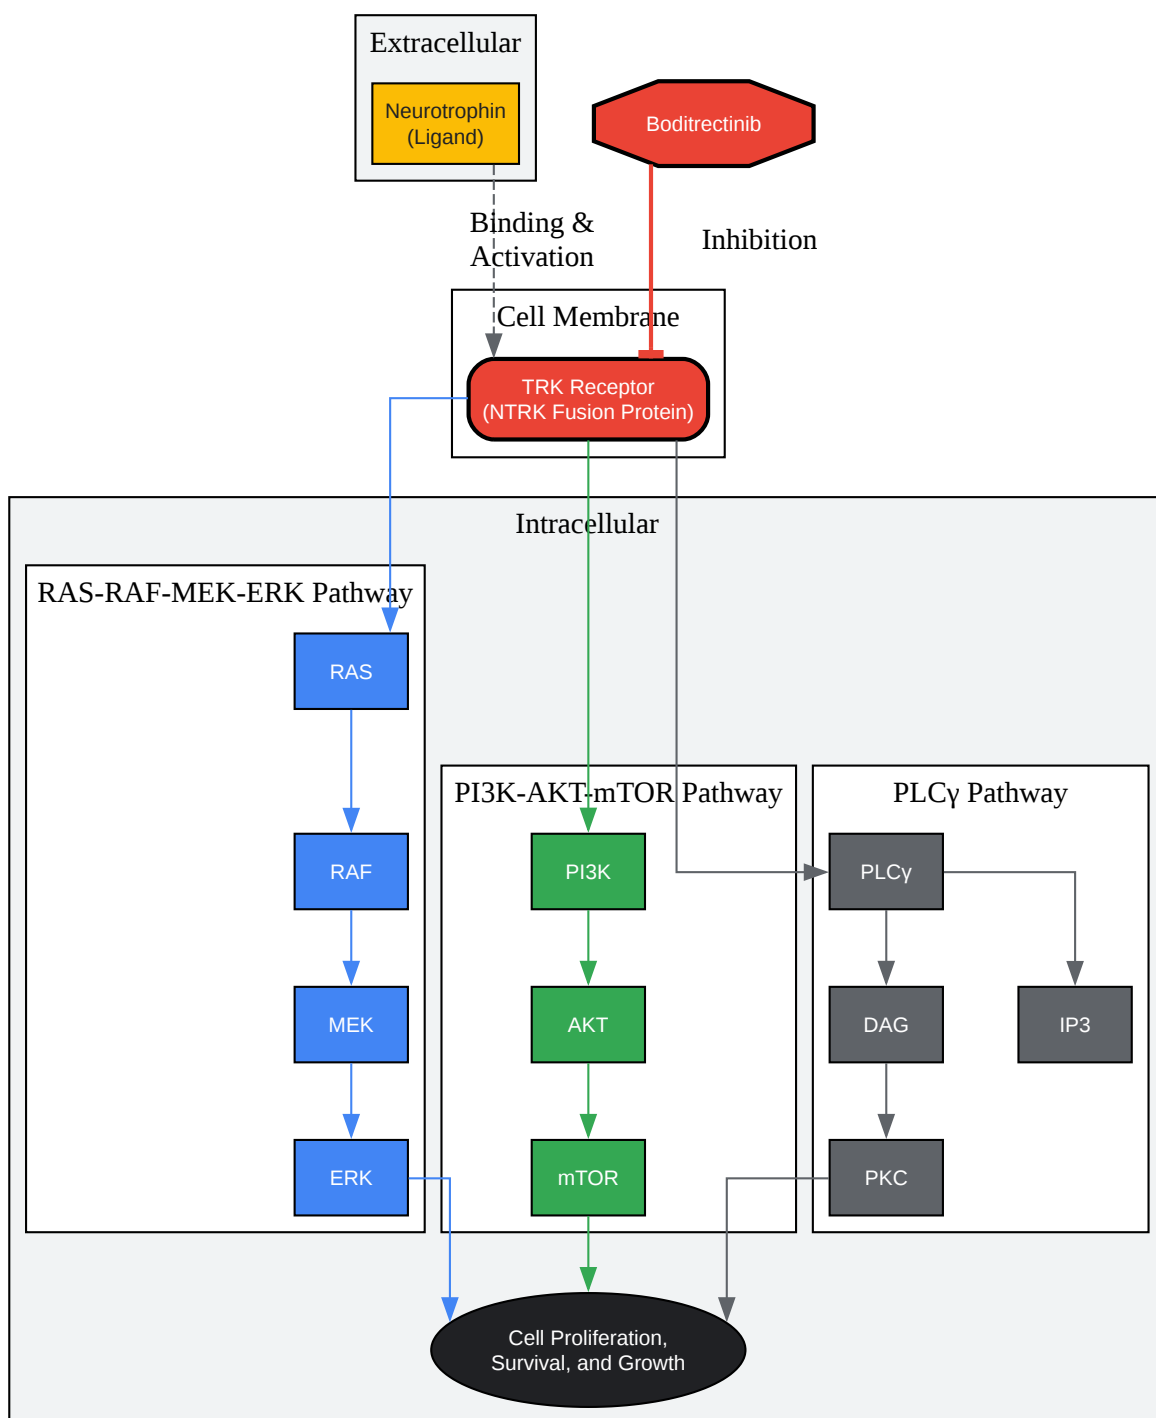 Extracellular
Neurotrophin
(Ligand)
Boditrectinib
Binding &
Activation
Inhibition
Cell Membrane
TRK Receptor
(NTRK Fusion Protein)
Intracellular
RAS-RAF-MEK-ERK Pathway
RAS
PI3K-AKT-mTOR Pathway
PLCγ Pathway
RAF
PI3K
PLCγ
MEK
AKT
DAG
IP3
ERK
mTOR
PKC
Cell Proliferation,
Survival, and Growth